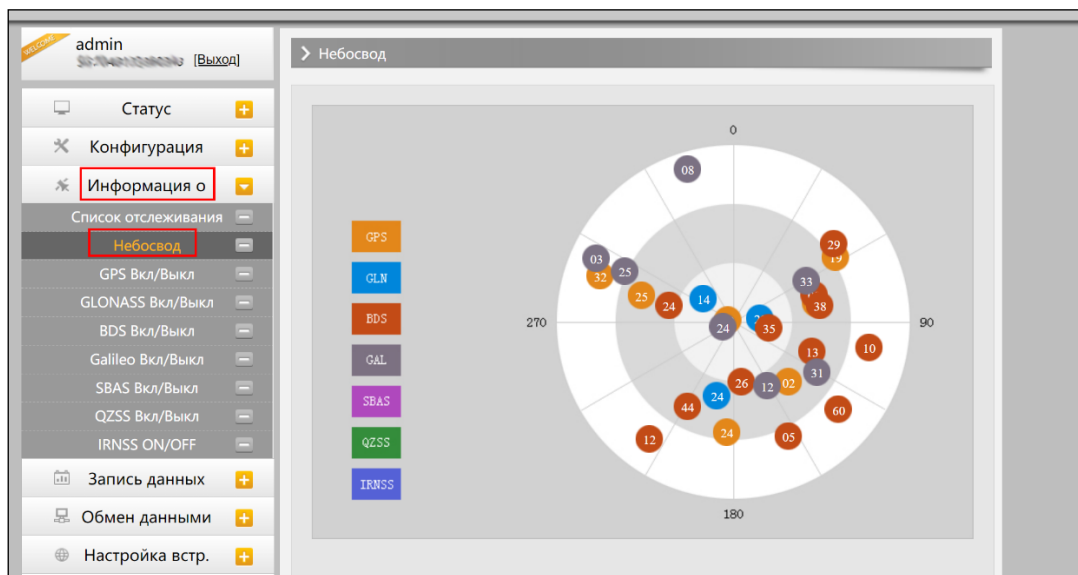 WELCOME
admin
[Выход]
Небосвод
Статус
Конфигурация
Информация о
Список отслеживания
Небосвод
GPS Вкл/Выкл
GLONASS Вкл/Выкл
BDS Вкл/Выкл
Galileo Вкл/Выкл
SBAS Вкл/Выкл
QZSS Вкл/Выкл
IRNSS ON/OFF
Запись данных
Обмен данными
Настройка встр.
GPS
GLN
BDS
GAL
SBAS
QZSS
IRNSS
0
08
29
19
03
32
25
33
25
24
14
38
270
24
35
90
13
10
31
26
12
02
24
44
60
24
12
05
180